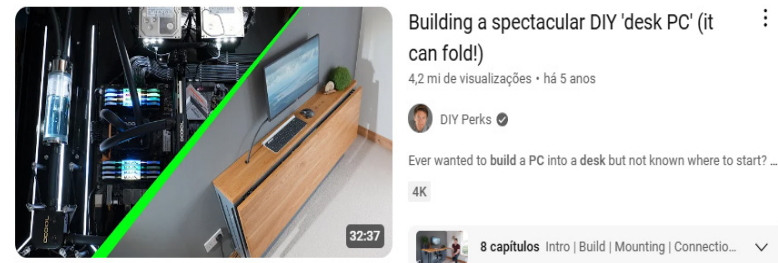 Building a spectacular DIY 'desk PC' (it
can fold!)
4,2 mi de visualizações • há 5 anos
DIY Perks
Ever wanted to build a PC into a desk but not known where to start? ...
4K
32:37
8 capítulos Intro | Build | Mounting | Connectio...